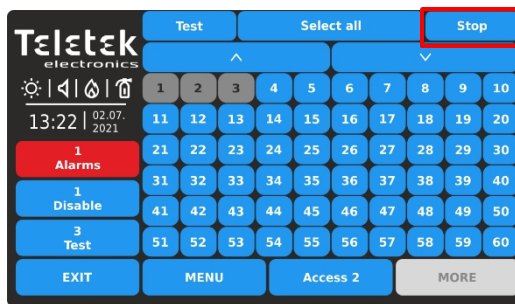 Teletek
electronics
13:22 02.07.
2021
1
Alarms
1
Disable
3
Test
EXIT
Test Select all Stop
1 2 3 4 5 6 7 8 9 10
11 12 13 14 15 16 17 18 19 20
21 22 23 24 25 26 27 28 29 30
31 32 33 34 35 36 37 38 39 40
41 42 43 44 45 46 47 48 49 50
51 52 53 54 55 56 57 58 59 60
MENU Access 2 MORE